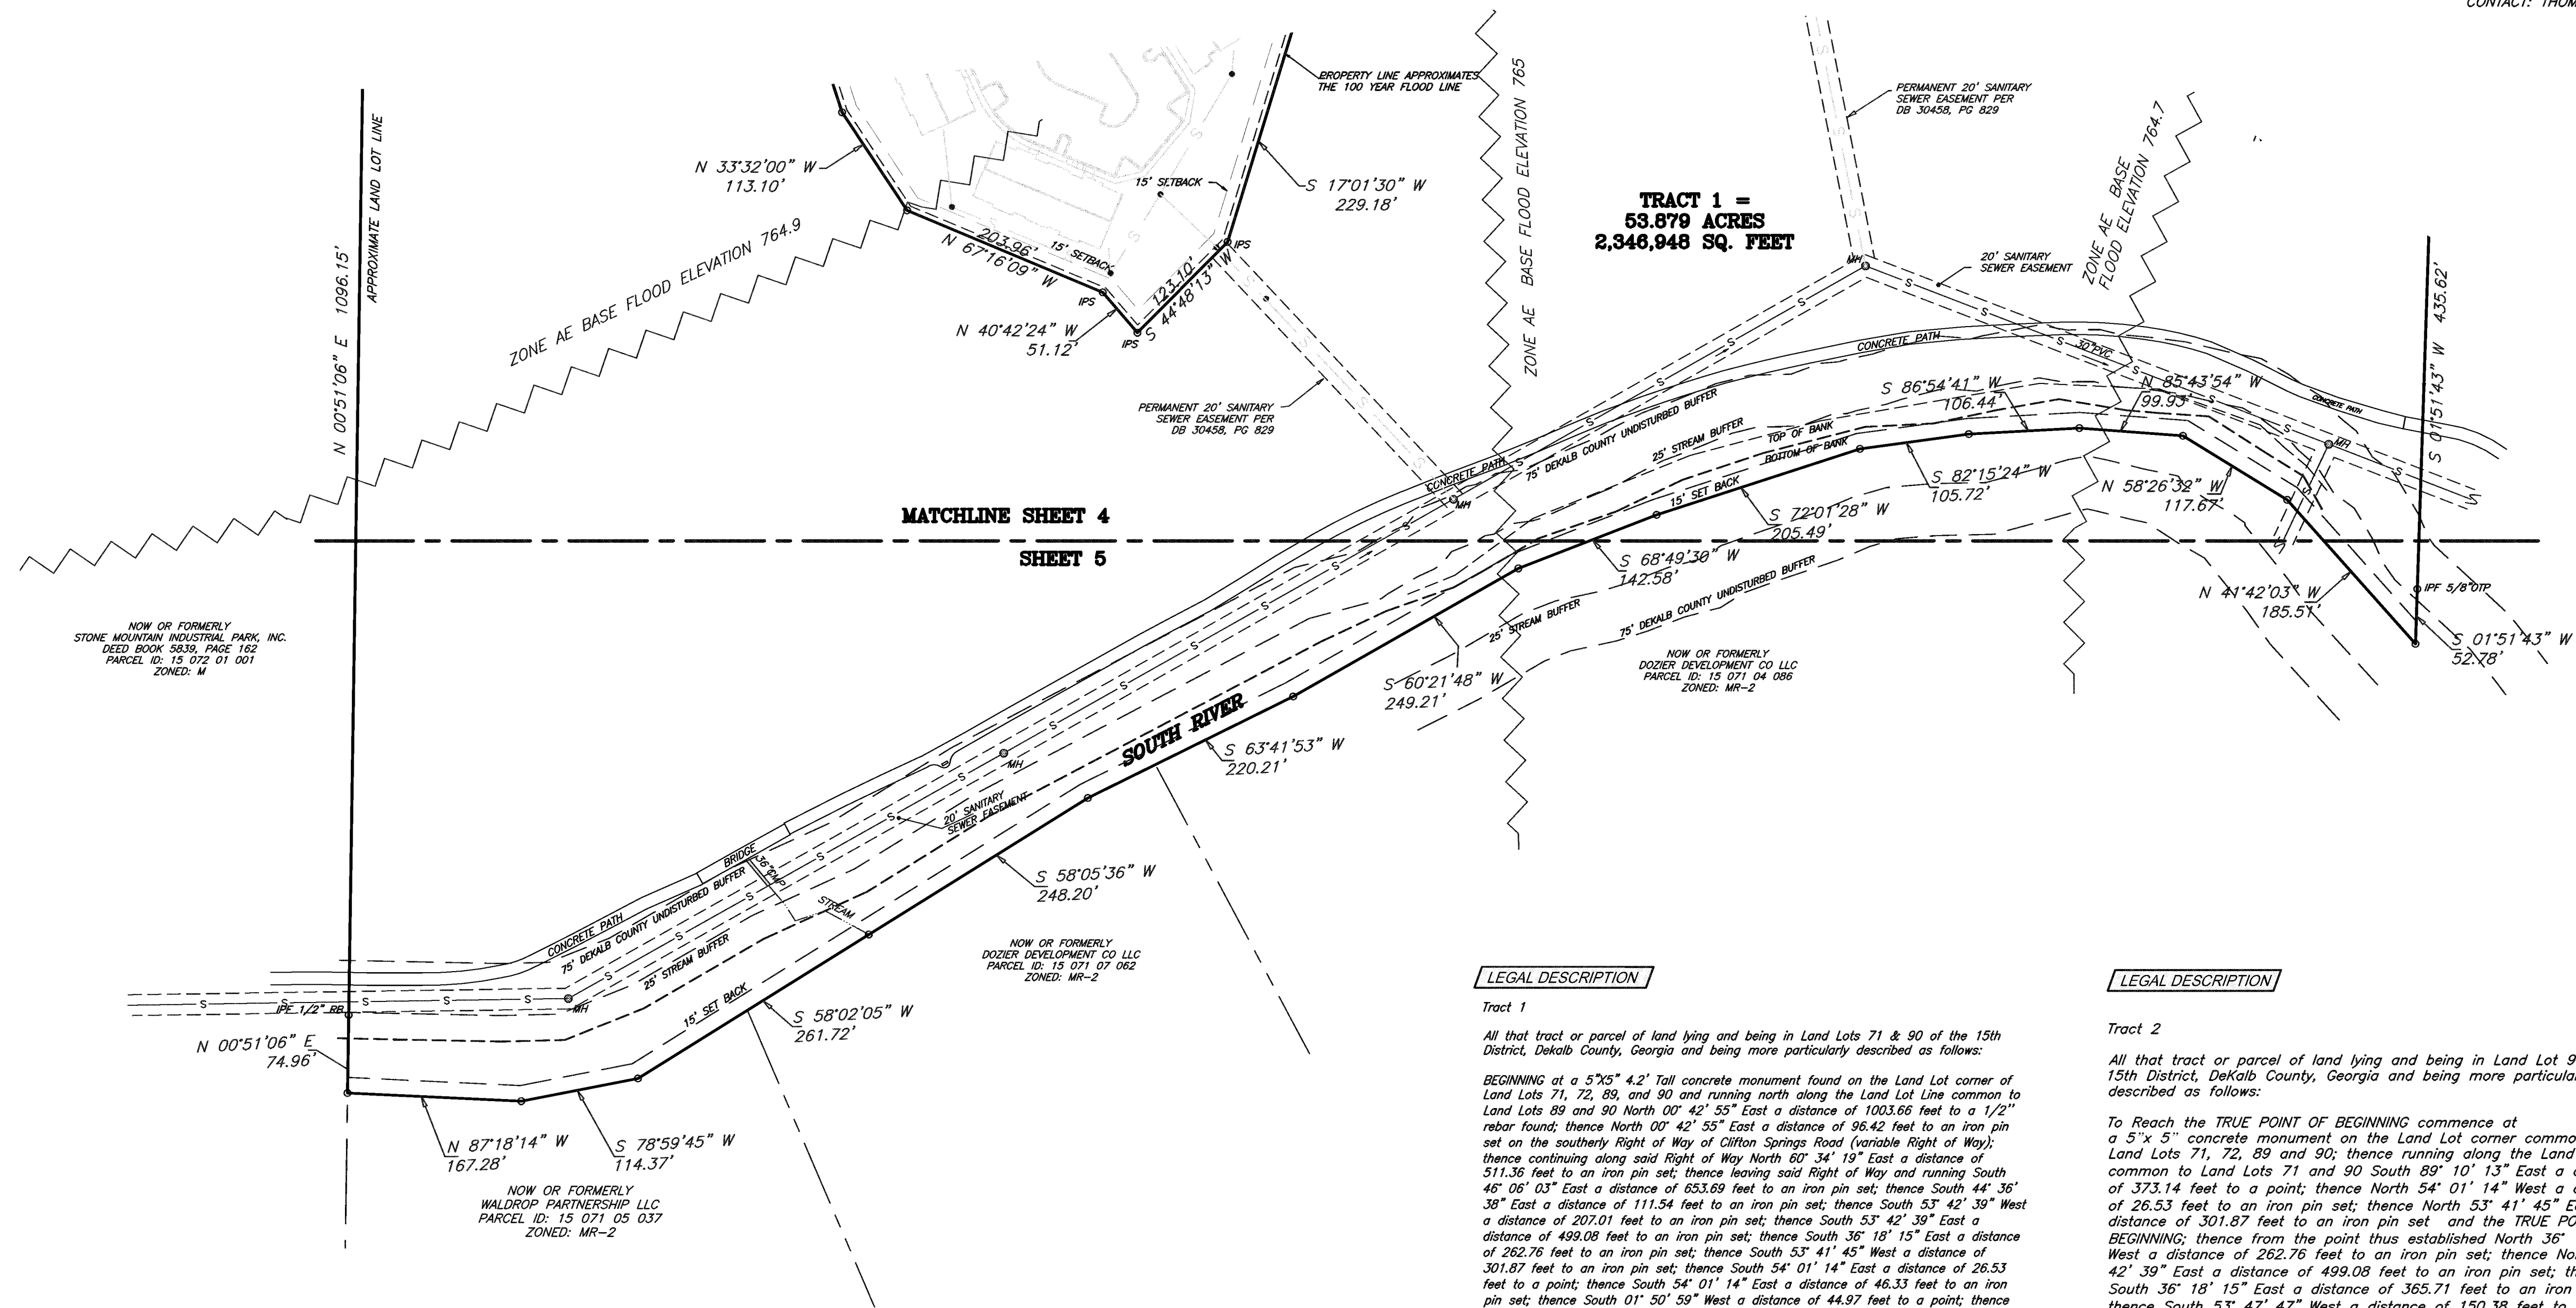 CONTACT: THOM
APPROXIMATE LAND LOT LINE
N 00°51'06" E 1096.15'
ZONE AE BASE FLOOD ELEVATION 764.9
N 33°32'00" W
113.10'
PROPERTY LINE APPROXIMATES
THE 100 YEAR FLOOD LINE
15' SETBACK
S 17°01'30" W
229.18'
203.96'
N 67°16'09" W
15' SETBACK
IPS
IPS
IPS
N 40°42'24" W
51.12'
123.10'
S 44°48'13" W
PERMANENT 20' SANITARY
SEWER EASEMENT PER
DB 30458, PG 829
ZONE AE BASE FLOOD ELEVATION 765
TRACT 1 =
53.879 ACRES
2,346,948 SQ. FEET
PERMANENT 20' SANITARY
SEWER EASEMENT PER
DB 30458, PG 829
ZONE AE BASE
FLOOD ELEVATION 764.7
MH
20' SANITARY
SEWER EASEMENT
S 01°51'43" W 435.62'
CONCRETE PATH
30"PVC
S 86°54'41" W
106.44'
N 85°43'54" W
99.93'
CONCRETE PATH
MH
75' DEKALB COUNTY UNDISTURBED BUFFER
25' STREAM BUFFER
TOP OF BANK
BOTTOM OF BANK
CONCRETE PATH
MH
15' SET BACK
S 82°15'24" W
105.72'
N 58°26'32" W
117.67'
S 72°01'28" W
205.49'
MATCHLINE SHEET 4
SHEET 5
S 68°49'30" W
142.58'
N 41°42'03" W
185.51'
IPF 5/8"OTP
S 01°51'43" W
52.78'
25' STREAM BUFFER
75' DEKALB COUNTY UNDISTURBED BUFFER
NOW OR FORMERLY
STONE MOUNTAIN INDUSTRIAL PARK, INC.
DEED BOOK 5839, PAGE 162
PARCEL ID: 15 072 01 001
ZONED: M
NOW OR FORMERLY
DOZIER DEVELOPMENT CO LLC
PARCEL ID: 15 071 04 086
ZONED: MR-2
S 60°21'48" W
249.21'
SOUTH RIVER
S 63°41'53" W
220.21'
MH
20' SANITARY
SEWER EASEMENT
BRIDGE
36"CMP
STREAM
S 58°05'36" W
248.20'
CONCRETE PATH
75' DEKALB COUNTY UNDISTURBED BUFFER
25' STREAM BUFFER
15' SET BACK
NOW OR FORMERLY
DOZIER DEVELOPMENT CO LLC
PARCEL ID: 15 071 07 062
ZONED: MR-2
S 58°02'05" W
261.72'
IPF 1/2" RB
MH
N 00°51'06" E
74.96'
N 87°18'14" W
167.28'
S 78°59'45" W
114.37'
NOW OR FORMERLY
WALDROP PARTNERSHIP LLC
PARCEL ID: 15 071 05 037
ZONED: MR-2
LEGAL DESCRIPTION
Tract 1
All that tract or parcel of land lying and being in Land Lots 71 & 90 of the 15th
District, Dekalb County, Georgia and being more particularly described as follows:
BEGINNING at a 5"X5" 4.2' Tall concrete monument found on the Land Lot corner of
Land Lots 71, 72, 89, and 90 and running north along the Land Lot Line common to
Land Lots 89 and 90 North 00° 42' 55" East a distance of 1003.66 feet to a 1/2"
rebar found; thence North 00° 42' 55" East a distance of 96.42 feet to an iron pin
set on the southerly Right of Way of Clifton Springs Road (variable Right of Way);
thence continuing along said Right of Way North 60° 34' 19" East a distance of
511.36 feet to an iron pin set; thence leaving said Right of Way and running South
46° 06' 03" East a distance of 653.69 feet to an iron pin set; thence South 44° 36'
38" East a distance of 111.54 feet to an iron pin set; thence South 53° 42' 39" West
a distance of 207.01 feet to an iron pin set; thence South 53° 42' 39" East a
distance of 499.08 feet to an iron pin set; thence South 36° 18' 15" East a distance
of 262.76 feet to an iron pin set; thence South 53° 41' 45" West a distance of
301.87 feet to an iron pin set; thence South 54° 01' 14" East a distance of 26.53
feet to a point; thence South 54° 01' 14" East a distance of 46.33 feet to an iron
pin set; thence South 01° 50' 59" West a distance of 44.97 feet to a point; thence
LEGAL DESCRIPTION
Tract 2
All that tract or parcel of land lying and being in Land Lot 9
15th District, DeKalb County, Georgia and being more particula
described as follows:
To Reach the TRUE POINT OF BEGINNING commence at
a 5"x 5" concrete monument on the Land Lot corner commo
Land Lots 71, 72, 89 and 90; thence running along the Land
common to Land Lots 71 and 90 South 89° 10' 13" East a d
of 373.14 feet to a point; thence North 54° 01' 14" West a d
of 26.53 feet to an iron pin set; thence North 53° 41' 45" E
distance of 301.87 feet to an iron pin set and the TRUE PO
BEGINNING; thence from the point thus established North 36°
West a distance of 262.76 feet to an iron pin set; thence No
42' 39" East a distance of 499.08 feet to an iron pin set; th
South 36° 18' 15" East a distance of 365.71 feet to an iron
thence South 53° 47' 47" West a distance of 150.38 feet to